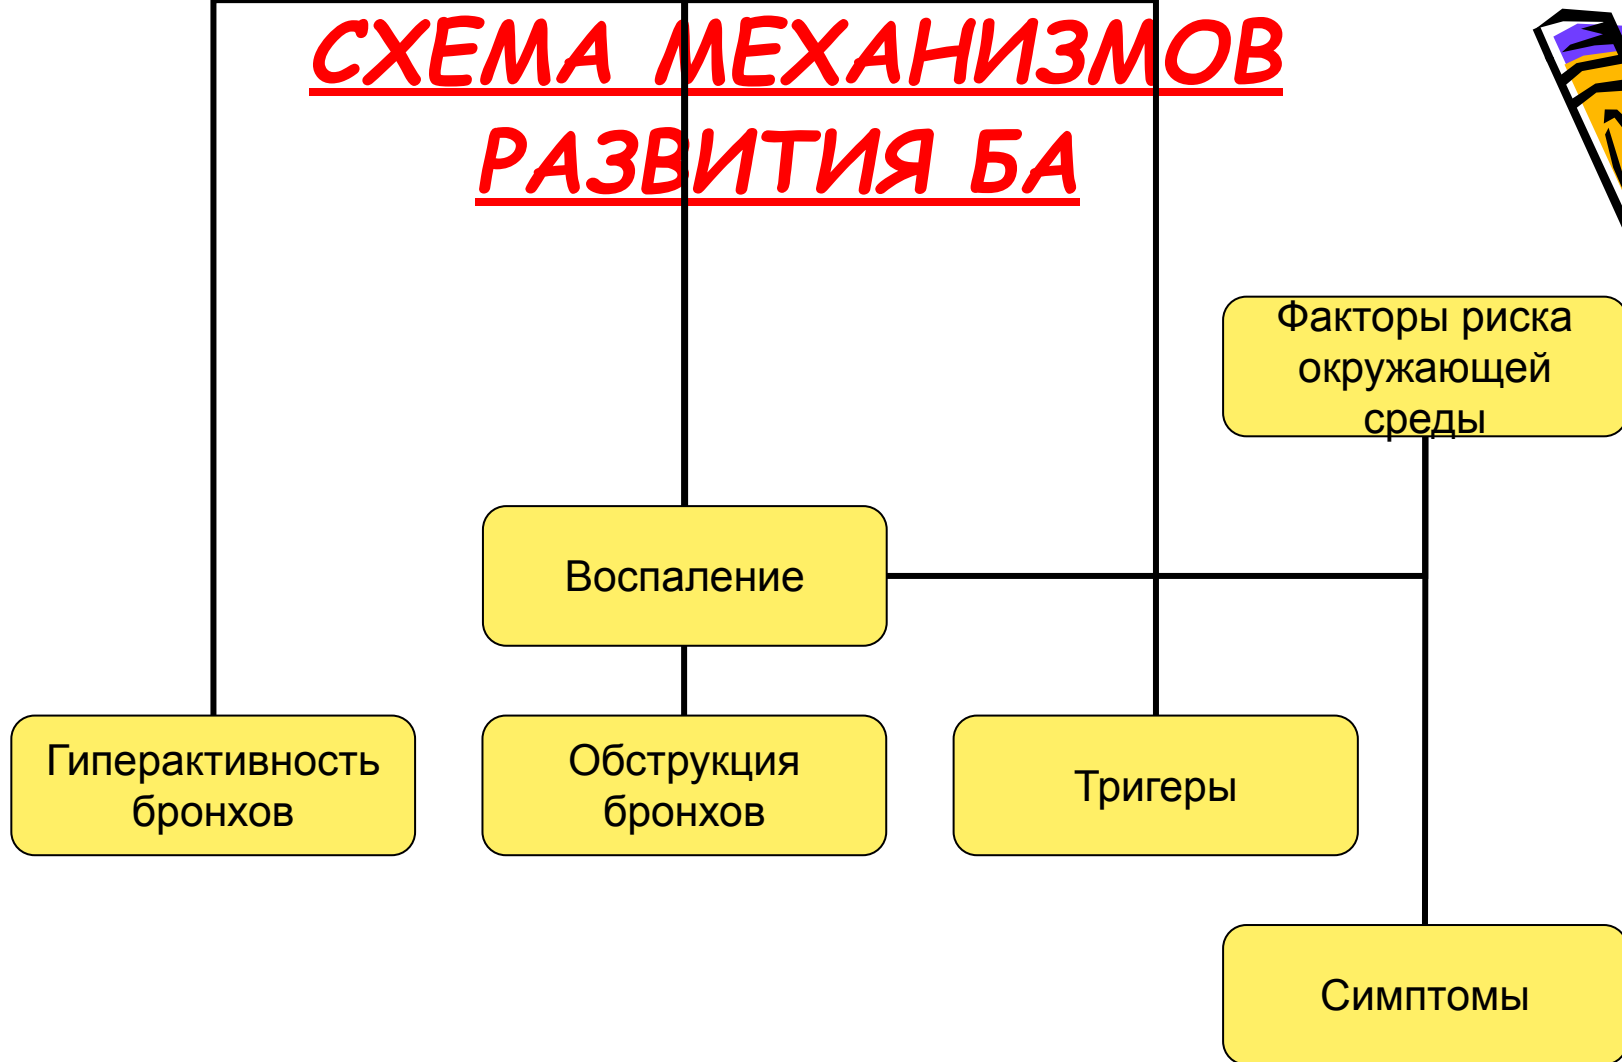 СХЕМА МЕХАНИЗМОВ
РАЗВИТИЯ БА
Факторы риска
окружающей
среды
Воспаление
Гиперактивность
бронхов
Обструкция
бронхов
Тригеры
Симптомы